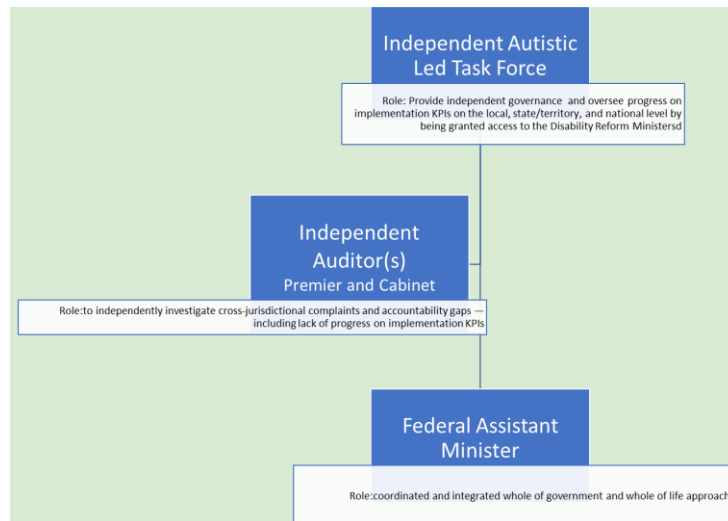 Independent Autistic
Led Task Force
Role: Provide independent governance and oversee progress on
implementation KPIs on the local, state/territory, and national level by
being granted access to the Disability Reform Ministersd
Independent
Auditor(s)
Premier and Cabinet
Role:to independently investigate cross-jurisdictional complaints and accountability gaps —
including lack of progress on implementation KPIs
Federal Assistant
Minister
Role:coordinated and integrated whole of government and whole of life approach